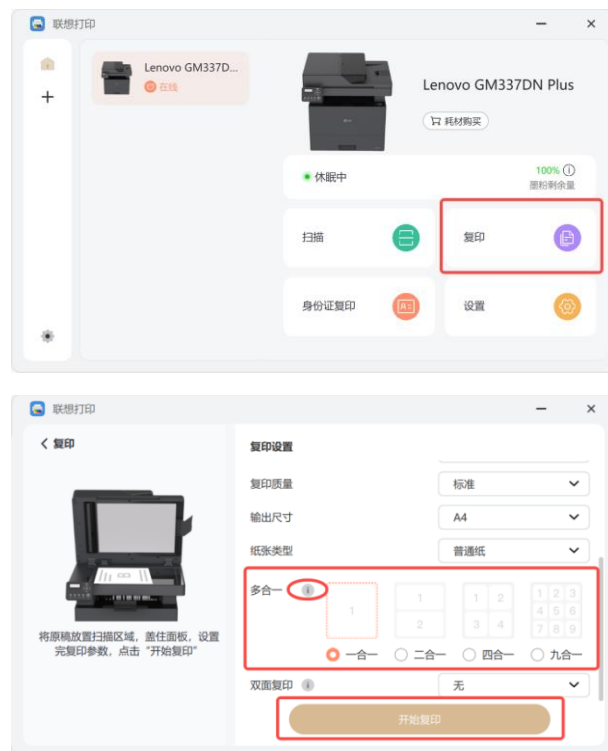 联想打印
Lenovo GM337D...
在线
Lenovo GM337DN Plus
耗材购买
休眠中
100%
墨粉剩余量
扫描
复印
身份证复印
设置
联想打印
复印
复印设置
复印质量
标准
输出尺寸
A4
纸张类型
普通纸
多合一
1
1
2
1 2
3 4
1 2 3
4 5 6
7 8 9
一合一
二合一
四合一
九合一
将原稿放置扫描区域，盖住面板，设置
完复印参数，点击“开始复印”
双面复印
无
开始复印